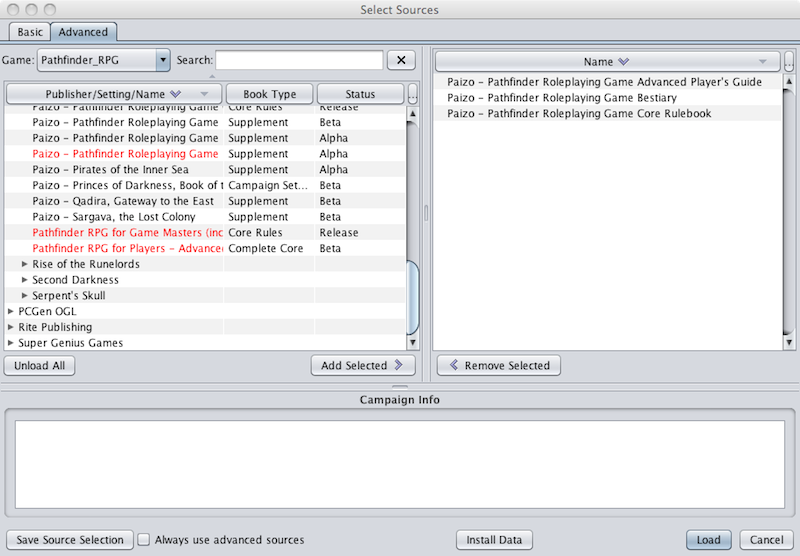 Select Sources
Basic Advanced
Game: Pathfinder_RPG Search:
Publisher/Setting/Name Book Type Status ...
Paizo - Pathfinder Roleplaying Game Core Rules Release
Paizo - Pathfinder Roleplaying Game Supplement Beta
Paizo - Pathfinder Roleplaying Game Supplement Alpha
Paizo - Pathfinder Roleplaying Game Supplement Alpha
Paizo - Pirates of the Inner Sea Supplement Alpha
Paizo - Princes of Darkness, Book of t Campaign Set... Beta
Paizo - Qadira, Gateway to the East Supplement Beta
Paizo - Sargava, the Lost Colony Supplement Beta
Pathfinder RPG for Game Masters (inc Core Rules Release
Pathfinder RPG for Players - Advanced Complete Core Beta
Rise of the Runelords
Second Darkness
Serpent's Skull
PCGen OGL
Rite Publishing
Super Genius Games
Unload All Add Selected
Name ...
Paizo - Pathfinder Roleplaying Game Advanced Player's Guide
Paizo - Pathfinder Roleplaying Game Bestiary
Paizo - Pathfinder Roleplaying Game Core Rulebook
Remove Selected
Campaign Info
Save Source Selection Always use advanced sources Install Data Load Cancel